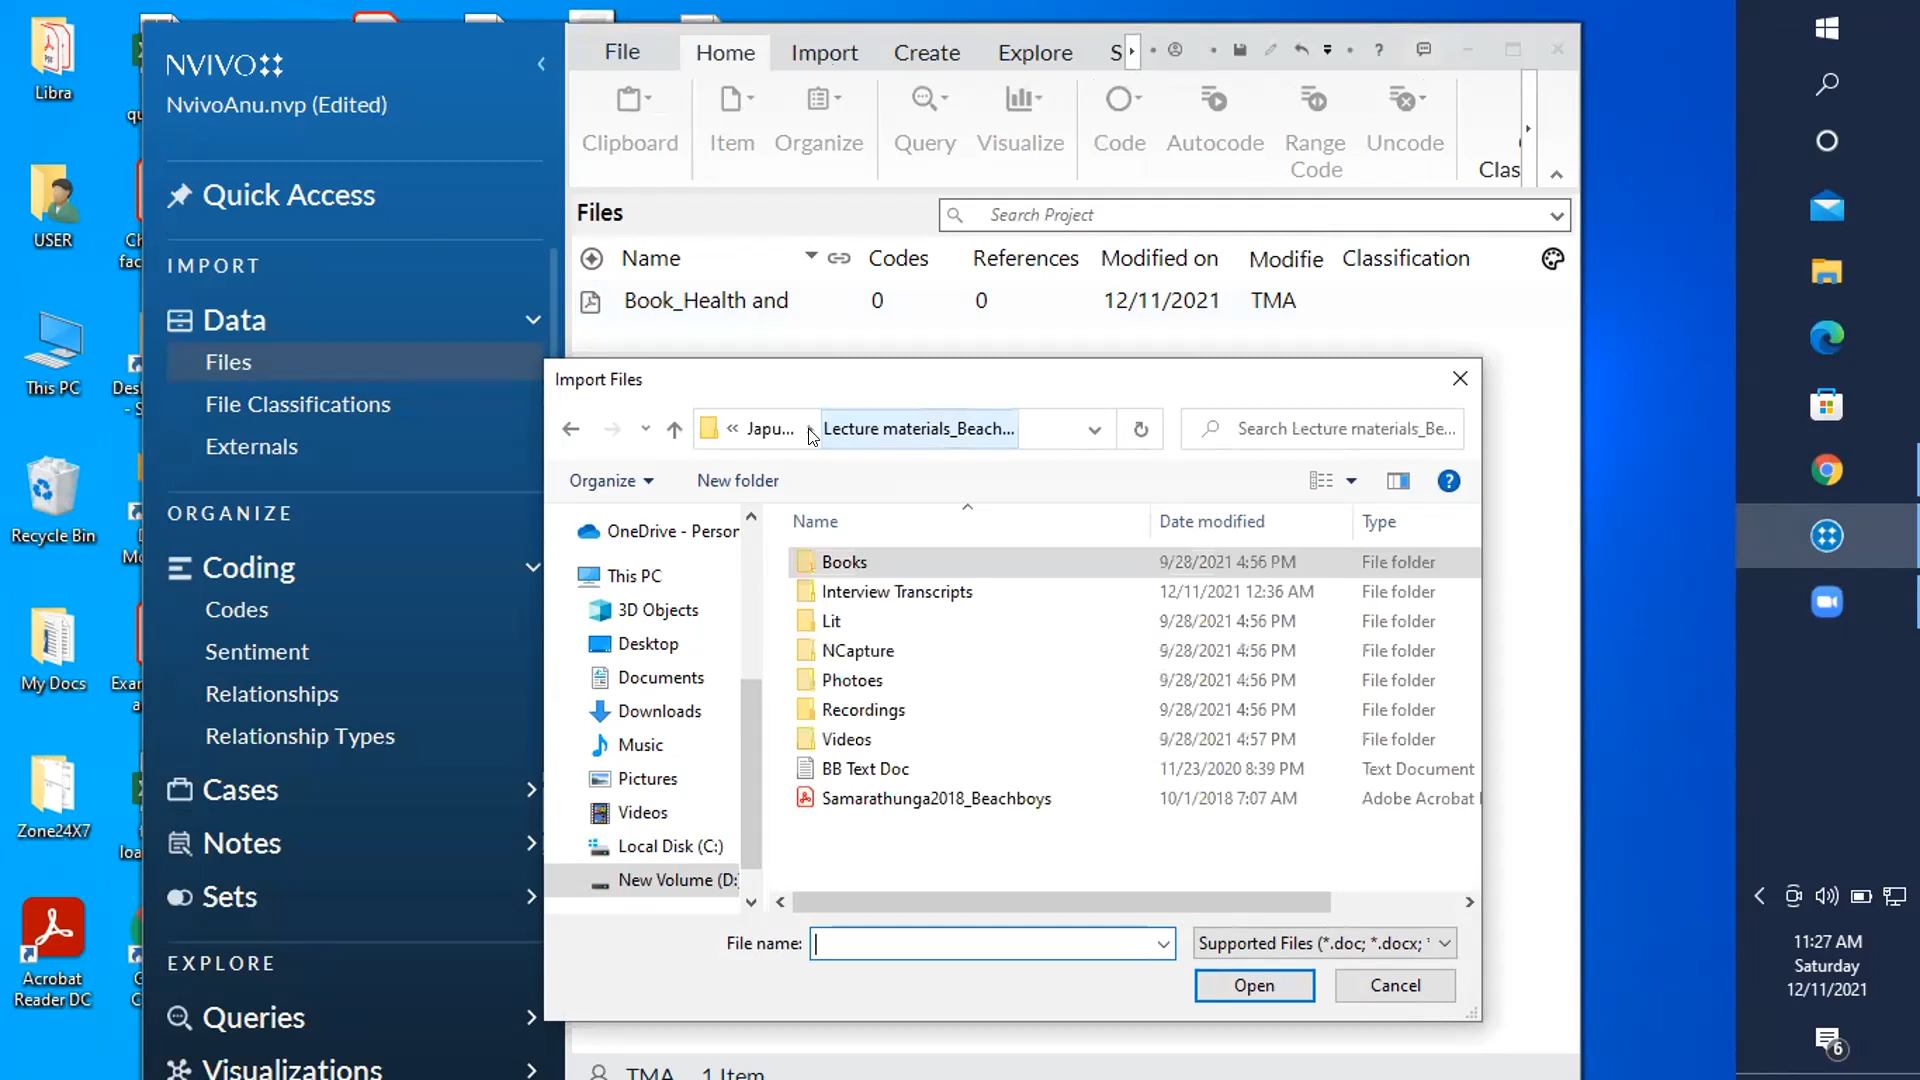 Libra
USER
This PC
Recycle Bin
My Docs
Zone24X7
Acrobat
Reader DC
NVIVO
NvivoAnu.nvp (Edited)
Quick Access
IMPORT
Data
Files
File Classifications
Externals
ORGANIZE
Coding
Codes
Sentiment
Relationships
Relationship Types
Cases
Notes
Sets
EXPLORE
Queries
Visualizations
File Home Import Create Explore S
Clipboard Item Organize Query Visualize Code Autocode Range Code Uncode Clas
Files
Search Project
Name Codes References Modified on Modifie Classification
Book_Health and 0 0 12/11/2021 TMA
Import Files
« Japu... Lecture materials_Beach...
Search Lecture materials_Be...
Organize New folder
OneDrive - Person
This PC
3D Objects
Desktop
Documents
Downloads
Music
Pictures
Videos
Local Disk (C:)
New Volume (D:
Name Date modified Type
Books 9/28/2021 4:56 PM File folder
Interview Transcripts 12/11/2021 12:36 AM File folder
Lit 9/28/2021 4:56 PM File folder
NCapture 9/28/2021 4:56 PM File folder
Photoes 9/28/2021 4:56 PM File folder
Recordings 9/28/2021 4:56 PM File folder
Videos 9/28/2021 4:57 PM File folder
BB Text Doc 11/23/2020 8:39 PM Text Document
Samarathunga2018_Beachboys 10/1/2018 7:07 AM Adobe Acrobat
File name:
Supported Files (*.doc; *.docx; *
Open Cancel
TMA 1 Item
11:27 AM
Saturday
12/11/2021
6